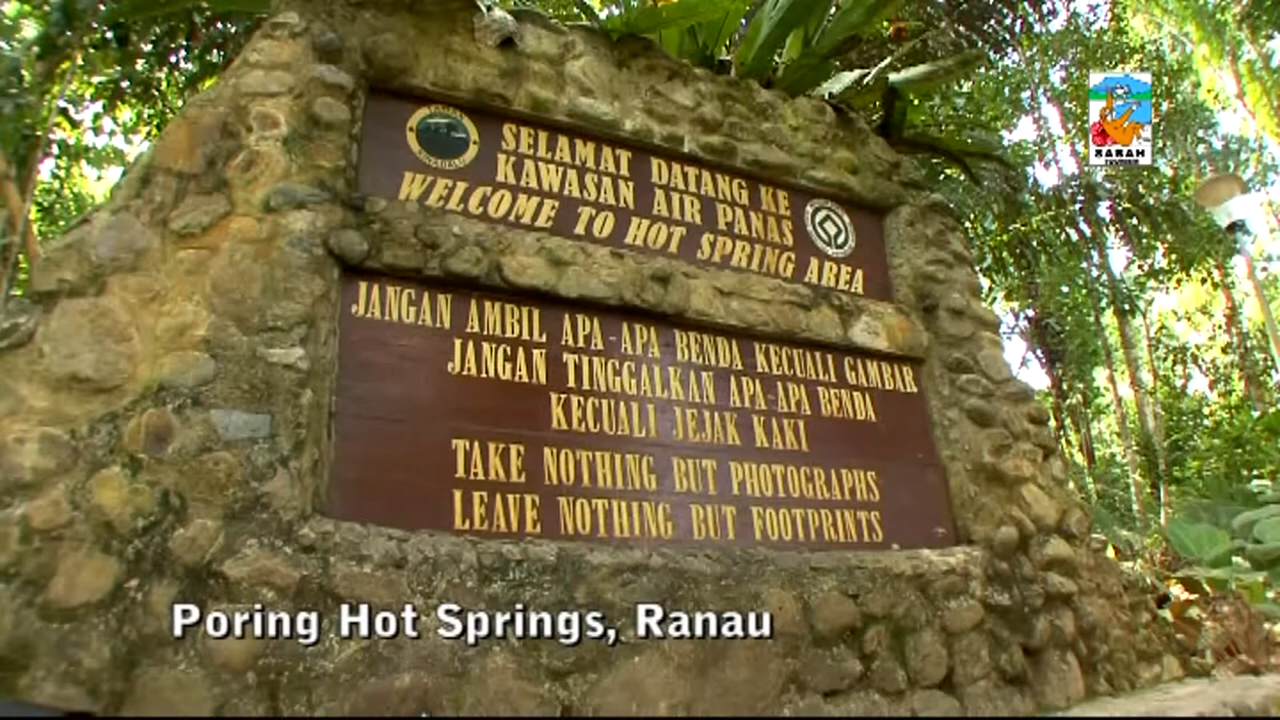 SELAMAT DATANG KE
KAWASAN AIR PANAS
WELCOME TO HOT SPRING AREA
JANGAN AMBIL APA-APA BENDA KECUALI GAMBAR
JANGAN TINGGALKAN APA-APA BENDA
KECUALI JEJAK KAKI
TAKE NOTHING BUT PHOTOGRAPHS
LEAVE NOTHING BUT FOOTPRINTS
SABAH
Poring Hot Springs, Ranau